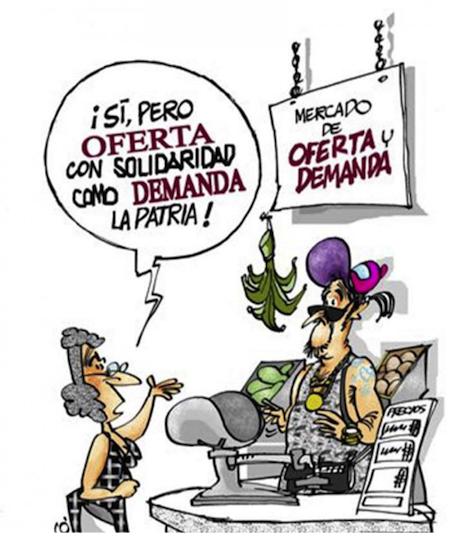 ¡SÍ, PERO
OFERTA
CON SOLIDARIDAD
COMO DEMANDA
LA PATRIA!
MERCADO
DE
OFERTA Y
DEMANDA
PRECIOS